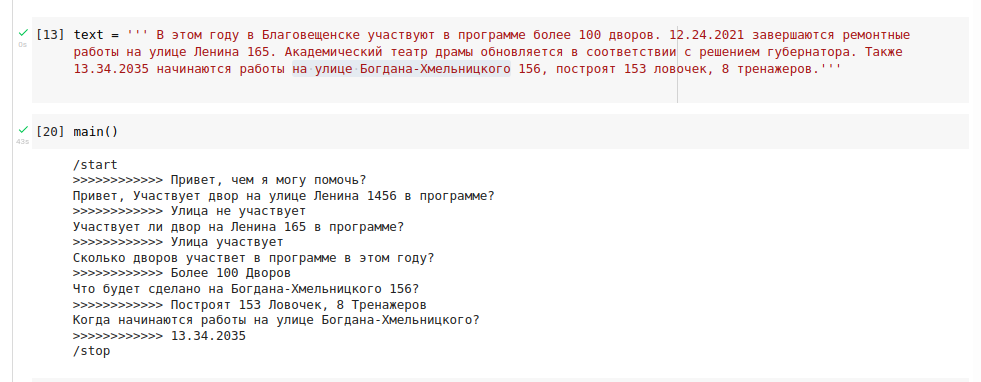 [13] text = ''' В этом году в Благовещенске участвуют в программе более 100 дворов. 12.24.2021 завершаются ремонтные
работы на улице Ленина 165. Академический театр драмы обновляется в соответствии с решением губернатора. Также
13.34.2035 начинаются работы на улице Богдана-Хмельницкого 156, построят 153 ловочек, 8 тренажеров.'''
0s
[20] main()
43s
/start
>>>>>>>>>>>> Привет, чем я могу помочь?
Привет, Участвует двор на улице Ленина 1456 в программе?
>>>>>>>>>>>> Улица не участвует
Участвует ли двор на Ленина 165 в программе?
>>>>>>>>>>>> Улица участвует
Сколько дворов участвет в программе в этом году?
>>>>>>>>>>>> Более 100 Дворов
Что будет сделано на Богдана-Хмельницкого 156?
>>>>>>>>>>>> Построят 153 Ловочек, 8 Тренажеров
Когда начинаются работы на улице Богдана-Хмельницкого?
>>>>>>>>>>>> 13.34.2035
/stop